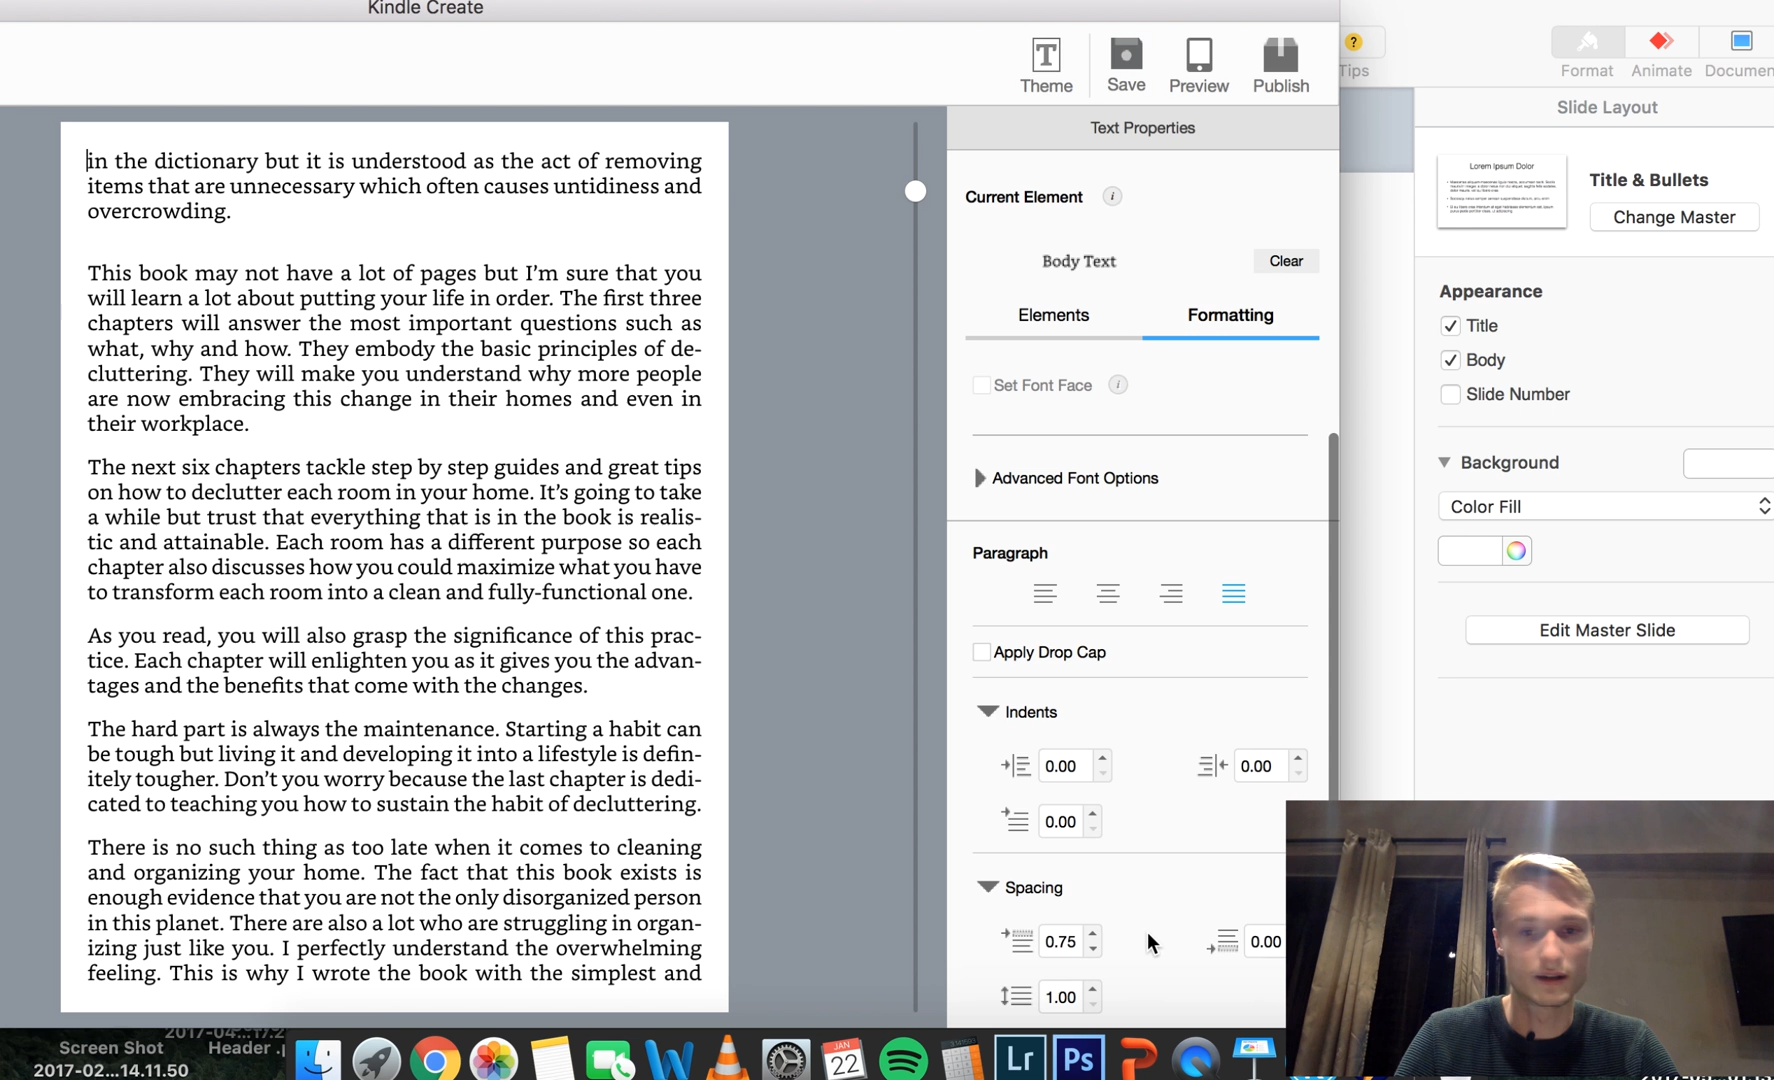 Kindle Create
Theme
Save
Preview
Publish
Tips
Format
Animate
Documen
Text Properties
Slide Layout
in the dictionary but it is understood as the act of removing
items that are unnecessary which often causes untidiness and
overcrowding.
This book may not have a lot of pages but I'm sure that you
will learn a lot about putting your life in order. The first three
chapters will answer the most important questions such as
what, why and how. They embody the basic principles of de-
cluttering. They will make you understand why more people
are now embracing this change in their homes and even in
their workplace.
The next six chapters tackle step by step guides and great tips
on how to declutter each room in your home. It's going to take
a while but trust that everything that is in the book is realis-
tic and attainable. Each room has a different purpose so each
chapter also discusses how you could maximize what you have
to transform each room into a clean and fully-functional one.
As you read, you will also grasp the significance of this prac-
tice. Each chapter will enlighten you as it gives you the advan-
tages and the benefits that come with the changes.
The hard part is always the maintenance. Starting a habit can
be tough but living it and developing it into a lifestyle is defin-
itely tougher. Don't you worry because the last chapter is dedi-
cated to teaching you how to sustain the habit of decluttering.
There is no such thing as too late when it comes to cleaning
and organizing your home. The fact that this book exists is
enough evidence that you are not the only disorganized person
in this planet. There are also a lot who are struggling in organ-
izing just like you. I perfectly understand the overwhelming
feeling. This is why I wrote the book with the simplest and
Current Element
Body Text
Clear
Elements
Formatting
Set Font Face
Advanced Font Options
Paragraph
Apply Drop Cap
Indents
0.00
0.00
0.00
Spacing
0.75
0.00
1.00
Lorem Ipsum Dolor
Title & Bullets
Change Master
Appearance
Title
Body
Slide Number
Background
Color Fill
Edit Master Slide
Screen Shot
2017-02...14.11.50
Header
JAN
22
Lr
Ps